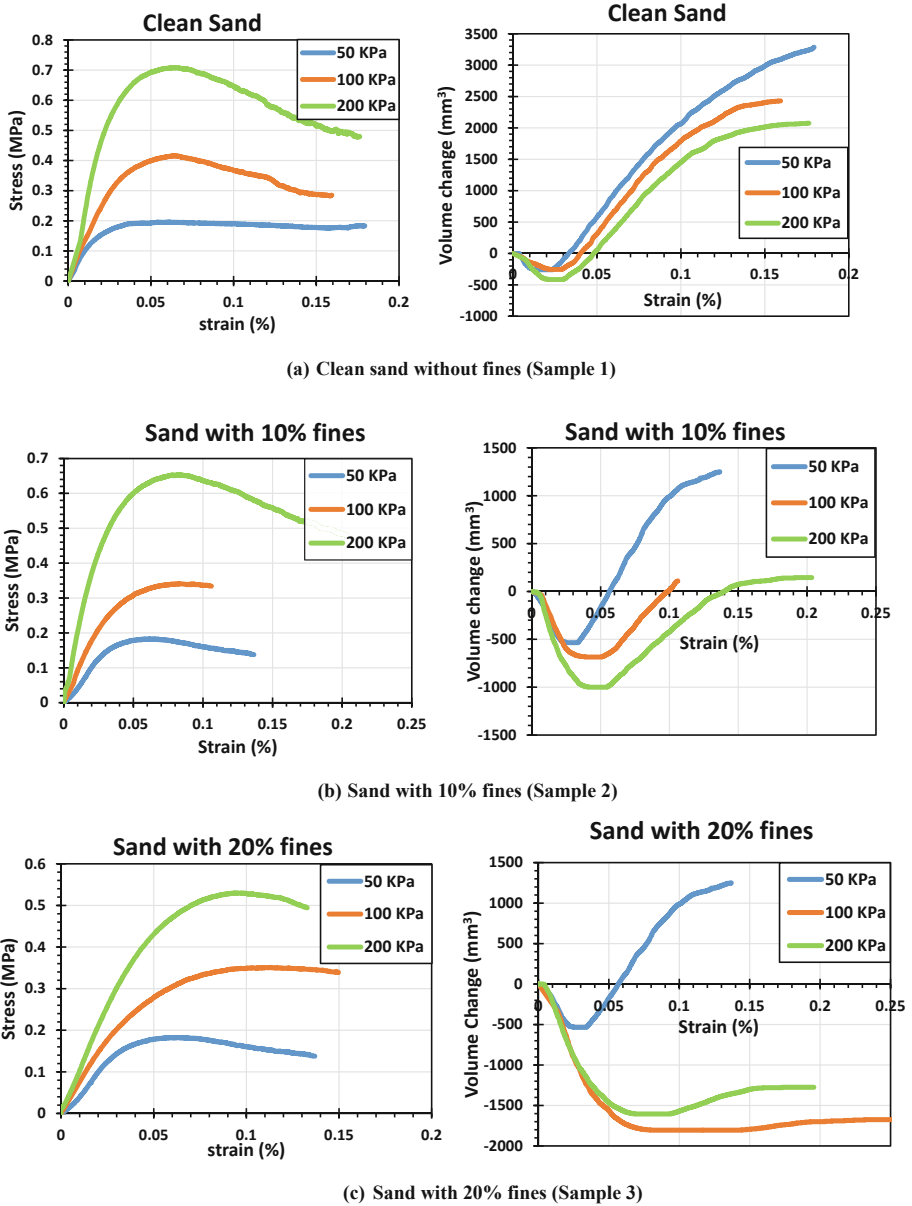 Clean Sand
0.8
0.7
0.6
0.5
0.4
0.3
0.2
0.1
0
Stress (MPa)
0 0.05 0.1 0.15 0.2
strain (%)
50 KPa
100 KPa
200 KPa
Clean Sand
3500
3000
2500
2000
1500
1000
500
0
-500
-1000
Volume change (mm³)
0 0.05 0.1 0.15 0.2
Strain (%)
50 KPa
100 KPa
200 KPa
(a) Clean sand without fines (Sample 1)
Sand with 10% fines
0.7
0.6
0.5
0.4
0.3
0.2
0.1
0
Stress (MPa)
0 0.05 0.1 0.15 0.2 0.25
Strain (%)
50 KPa
100 KPa
200 KPa
Sand with 10% fines
1500
1000
500
0
-500
-1000
-1500
Volume change (mm³)
0 0.05 0.1 0.15 0.2 0.25
Strain (%)
50 KPa
100 KPa
200 KPa
(b) Sand with 10% fines (Sample 2)
Sand with 20% fines
0.6
0.5
0.4
0.3
0.2
0.1
0
Stress (MPa)
0 0.05 0.1 0.15 0.2
strain (%)
50 KPa
100 KPa
200 KPa
Sand with 20% fines
1500
1000
500
0
-500
-1000
-1500
-2000
Volume Change (mm³)
0 0.05 0.1 0.15 0.2 0.25
Strain (%)
50 KPa
100 KPa
200 KPa
(c) Sand with 20% fines (Sample 3)